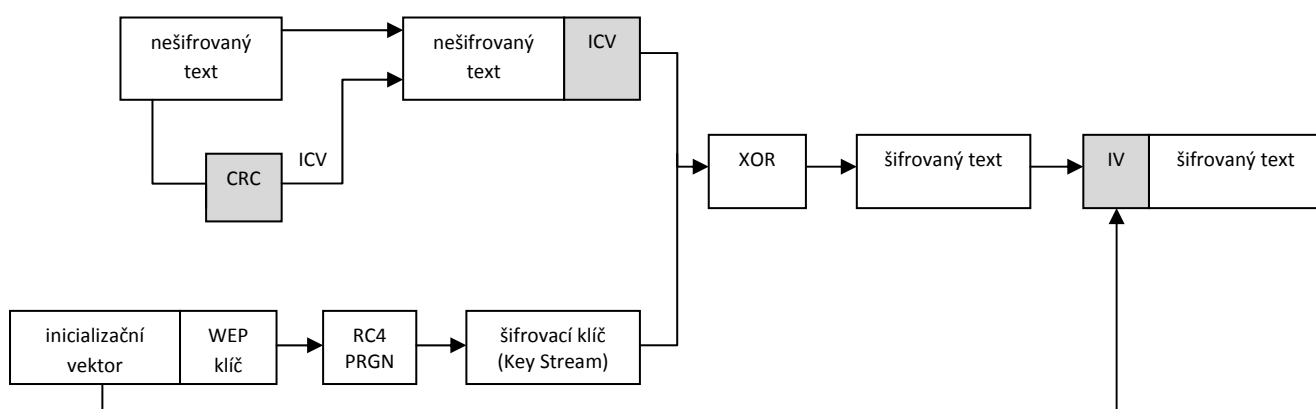 nešifrovaný
text
nešifrovaný
text
ICV
CRC
ICV
XOR
šifrovaný text
IV
šifrovaný text
inicializační
vektor
WEP
klíč
RC4
PRGN
šifrovací klíč
(Key Stream)